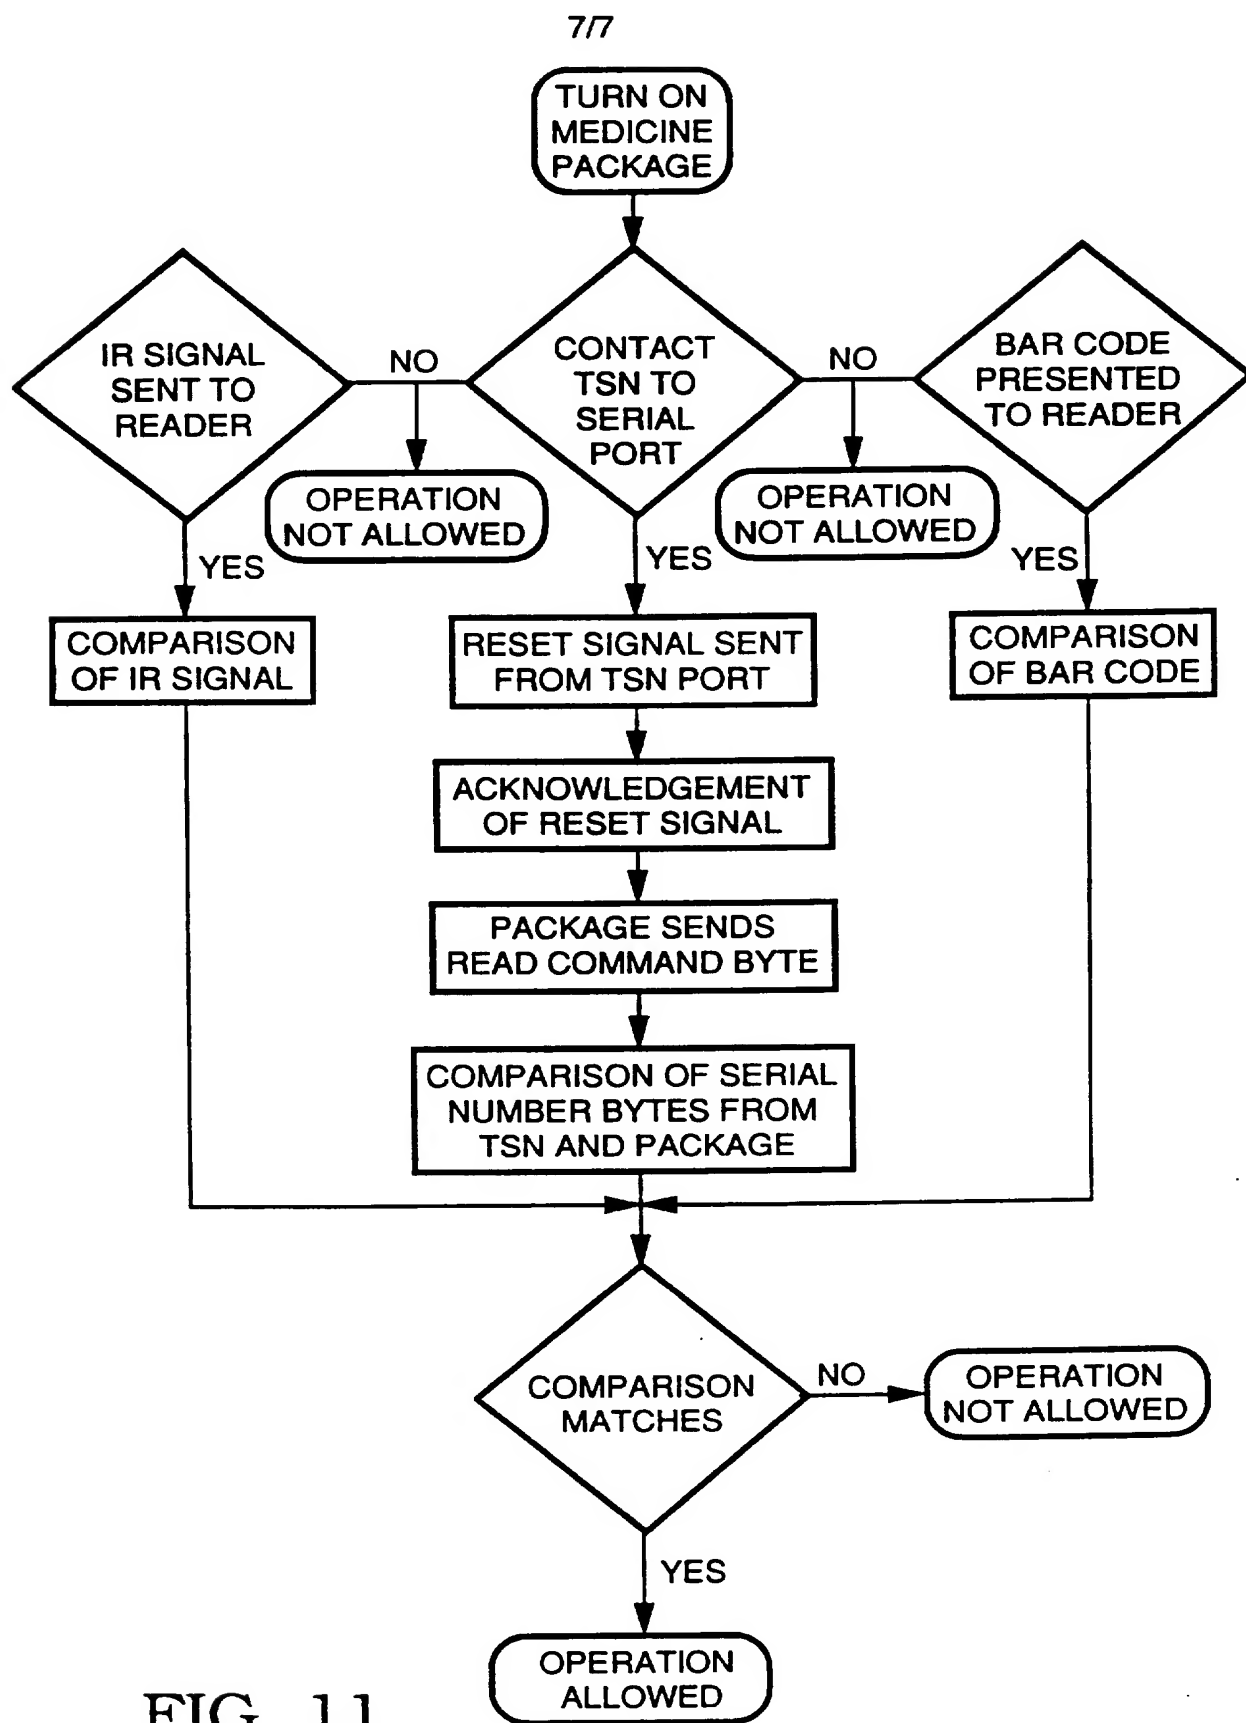 7/7
TURN ON
MEDICINE
PACKAGE
IR SIGNAL
SENT TO
READER
NO
CONTACT
TSN TO
SERIAL
PORT
NO
BAR CODE
PRESENTED
TO READER
OPERATION
NOT ALLOWED
OPERATION
NOT ALLOWED
YES
YES
YES
COMPARISON
OF IR SIGNAL
RESET SIGNAL SENT
FROM TSN PORT
COMPARISON
OF BAR CODE
ACKNOWLEDGEMENT
OF RESET SIGNAL
PACKAGE SENDS
READ COMMAND BYTE
COMPARISON OF SERIAL
NUMBER BYTES FROM
TSN AND PACKAGE
COMPARISON
MATCHES
NO
OPERATION
NOT ALLOWED
YES
OPERATION
ALLOWED
FIG. 11